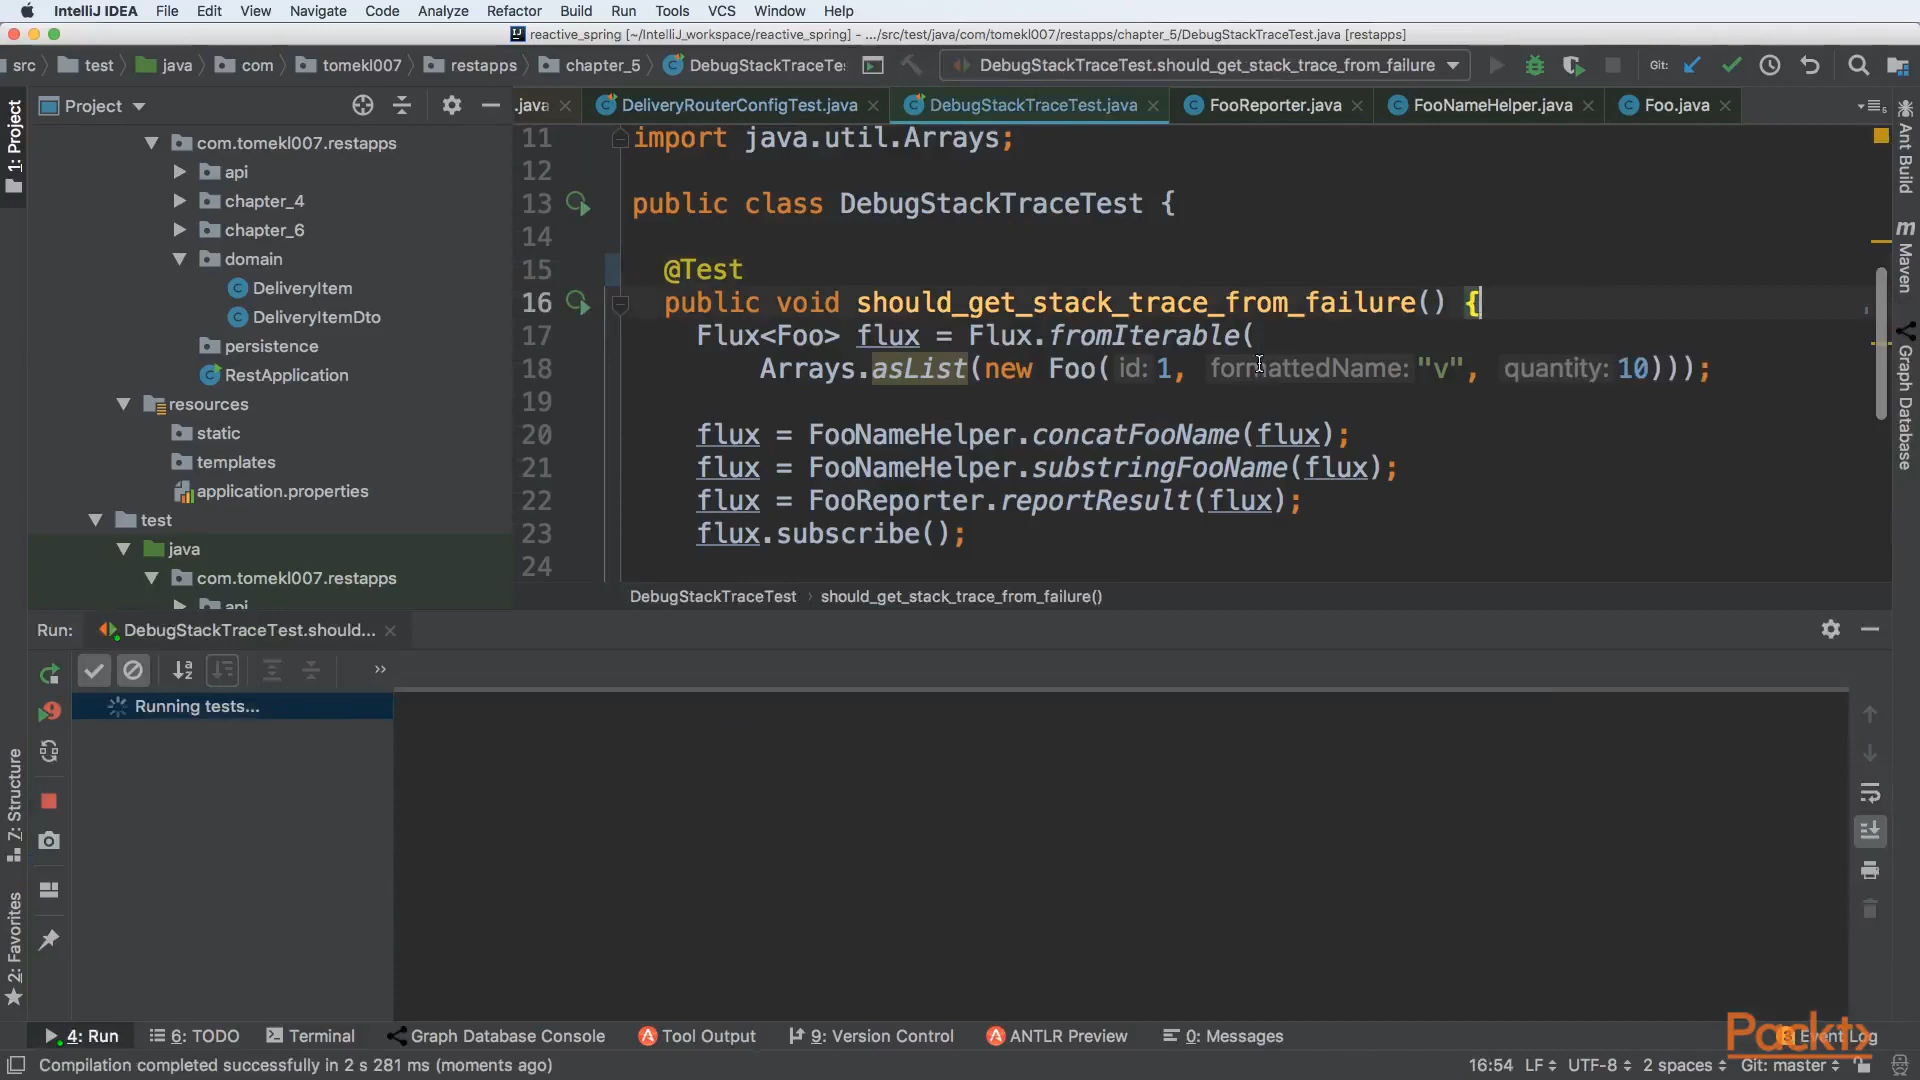 IntelliJ IDEA File Edit View Navigate Code Analyze Refactor Build Run Tools VCS Window Help
reactive_spring [~/IntelliJ_workspace/reactive_spring] - .../src/test/java/com/tomekl007/restapps/chapter_5/DebugStackTraceTest.java [restapps]
src test java com tomekl007 restapps chapter_5 DebugStackTraceTe: DebugStackTraceTest.should_get_stack_trace_from_failure Git:
1: Project
Project
.java DeliveryRouterConfigTest.java DebugStackTraceTest.java FooReporter.java FooNameHelper.java Foo.java
com.tomekl007.restapps
api
chapter_4
chapter_6
domain
DeliveryItem
DeliveryItemDto
persistence
RestApplication
resources
static
templates
application.properties
test
java
com.tomekl007.restapps
api
11 import java.util.Arrays;
12
13 public class DebugStackTraceTest {
14
15 @Test
16 public void should_get_stack_trace_from_failure() {
17 Flux<Foo> flux = Flux.fromIterable(
18 Arrays.asList(new Foo( id: 1, formattedName: "v", quantity: 10)));
19
20 flux = FooNameHelper.concatFooName(flux);
21 flux = FooNameHelper.substringFooName(flux);
22 flux = FooReporter.reportResult(flux);
23 flux.subscribe();
24
DebugStackTraceTest should_get_stack_trace_from_failure()
Ant Build
m Maven
Graph Database
Run: DebugStackTraceTest.should...
Running tests...
Z: Structure
2: Favorites
4: Run 6: TODO Terminal Graph Database Console Tool Output 9: Version Control ANTLR Preview 0: Messages Event Log
Packt
Compilation completed successfully in 2 s 281 ms (moments ago) 16:54 LF UTF-8 2 spaces Git: master